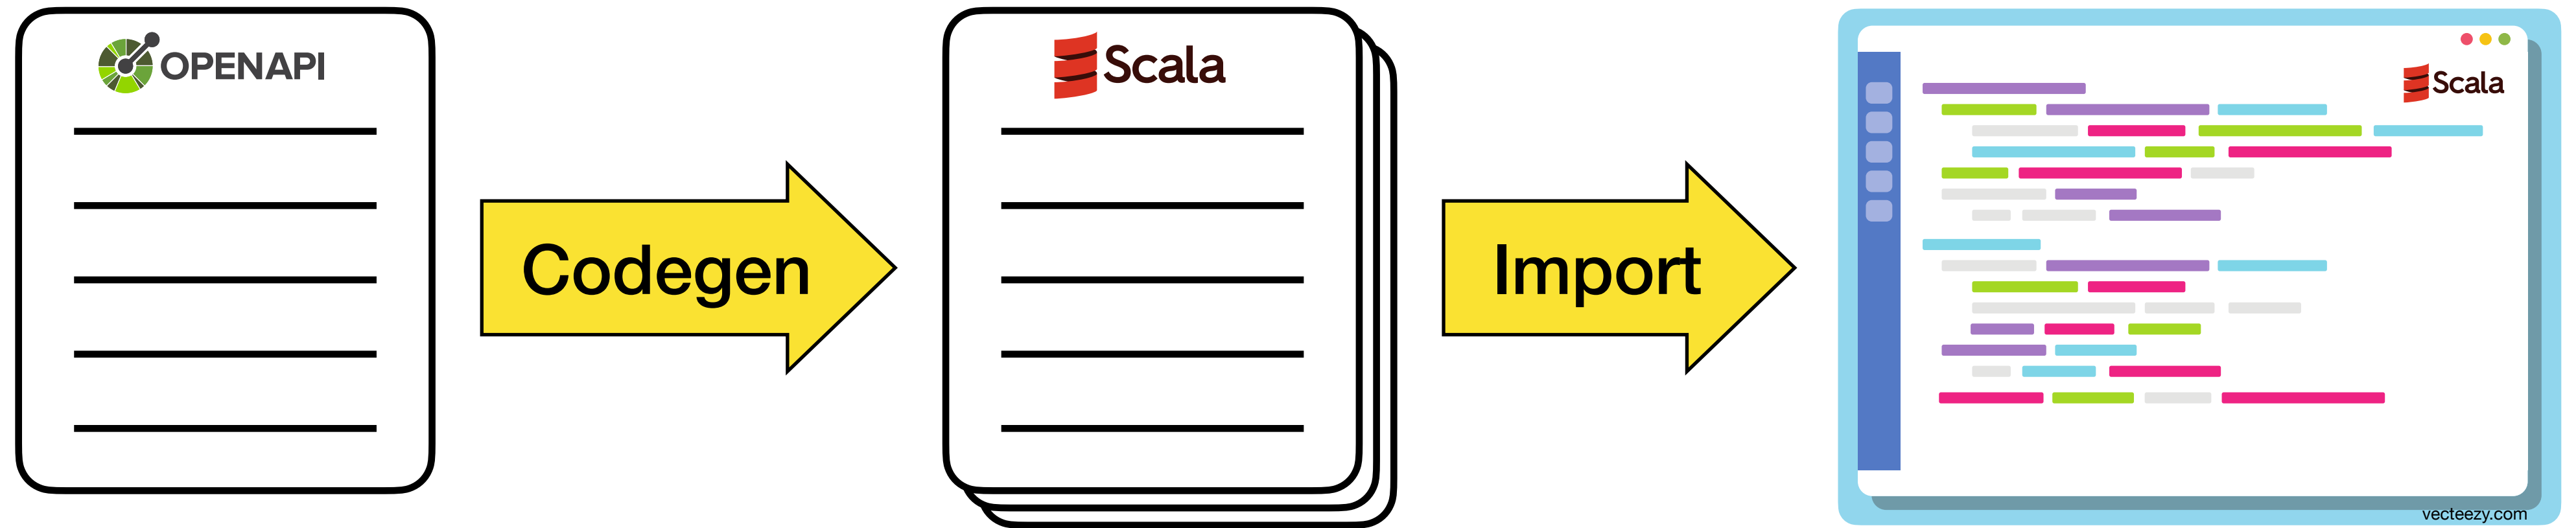 OPENAPI
Codegen
Scala
Import
Scala
vecteezy.com